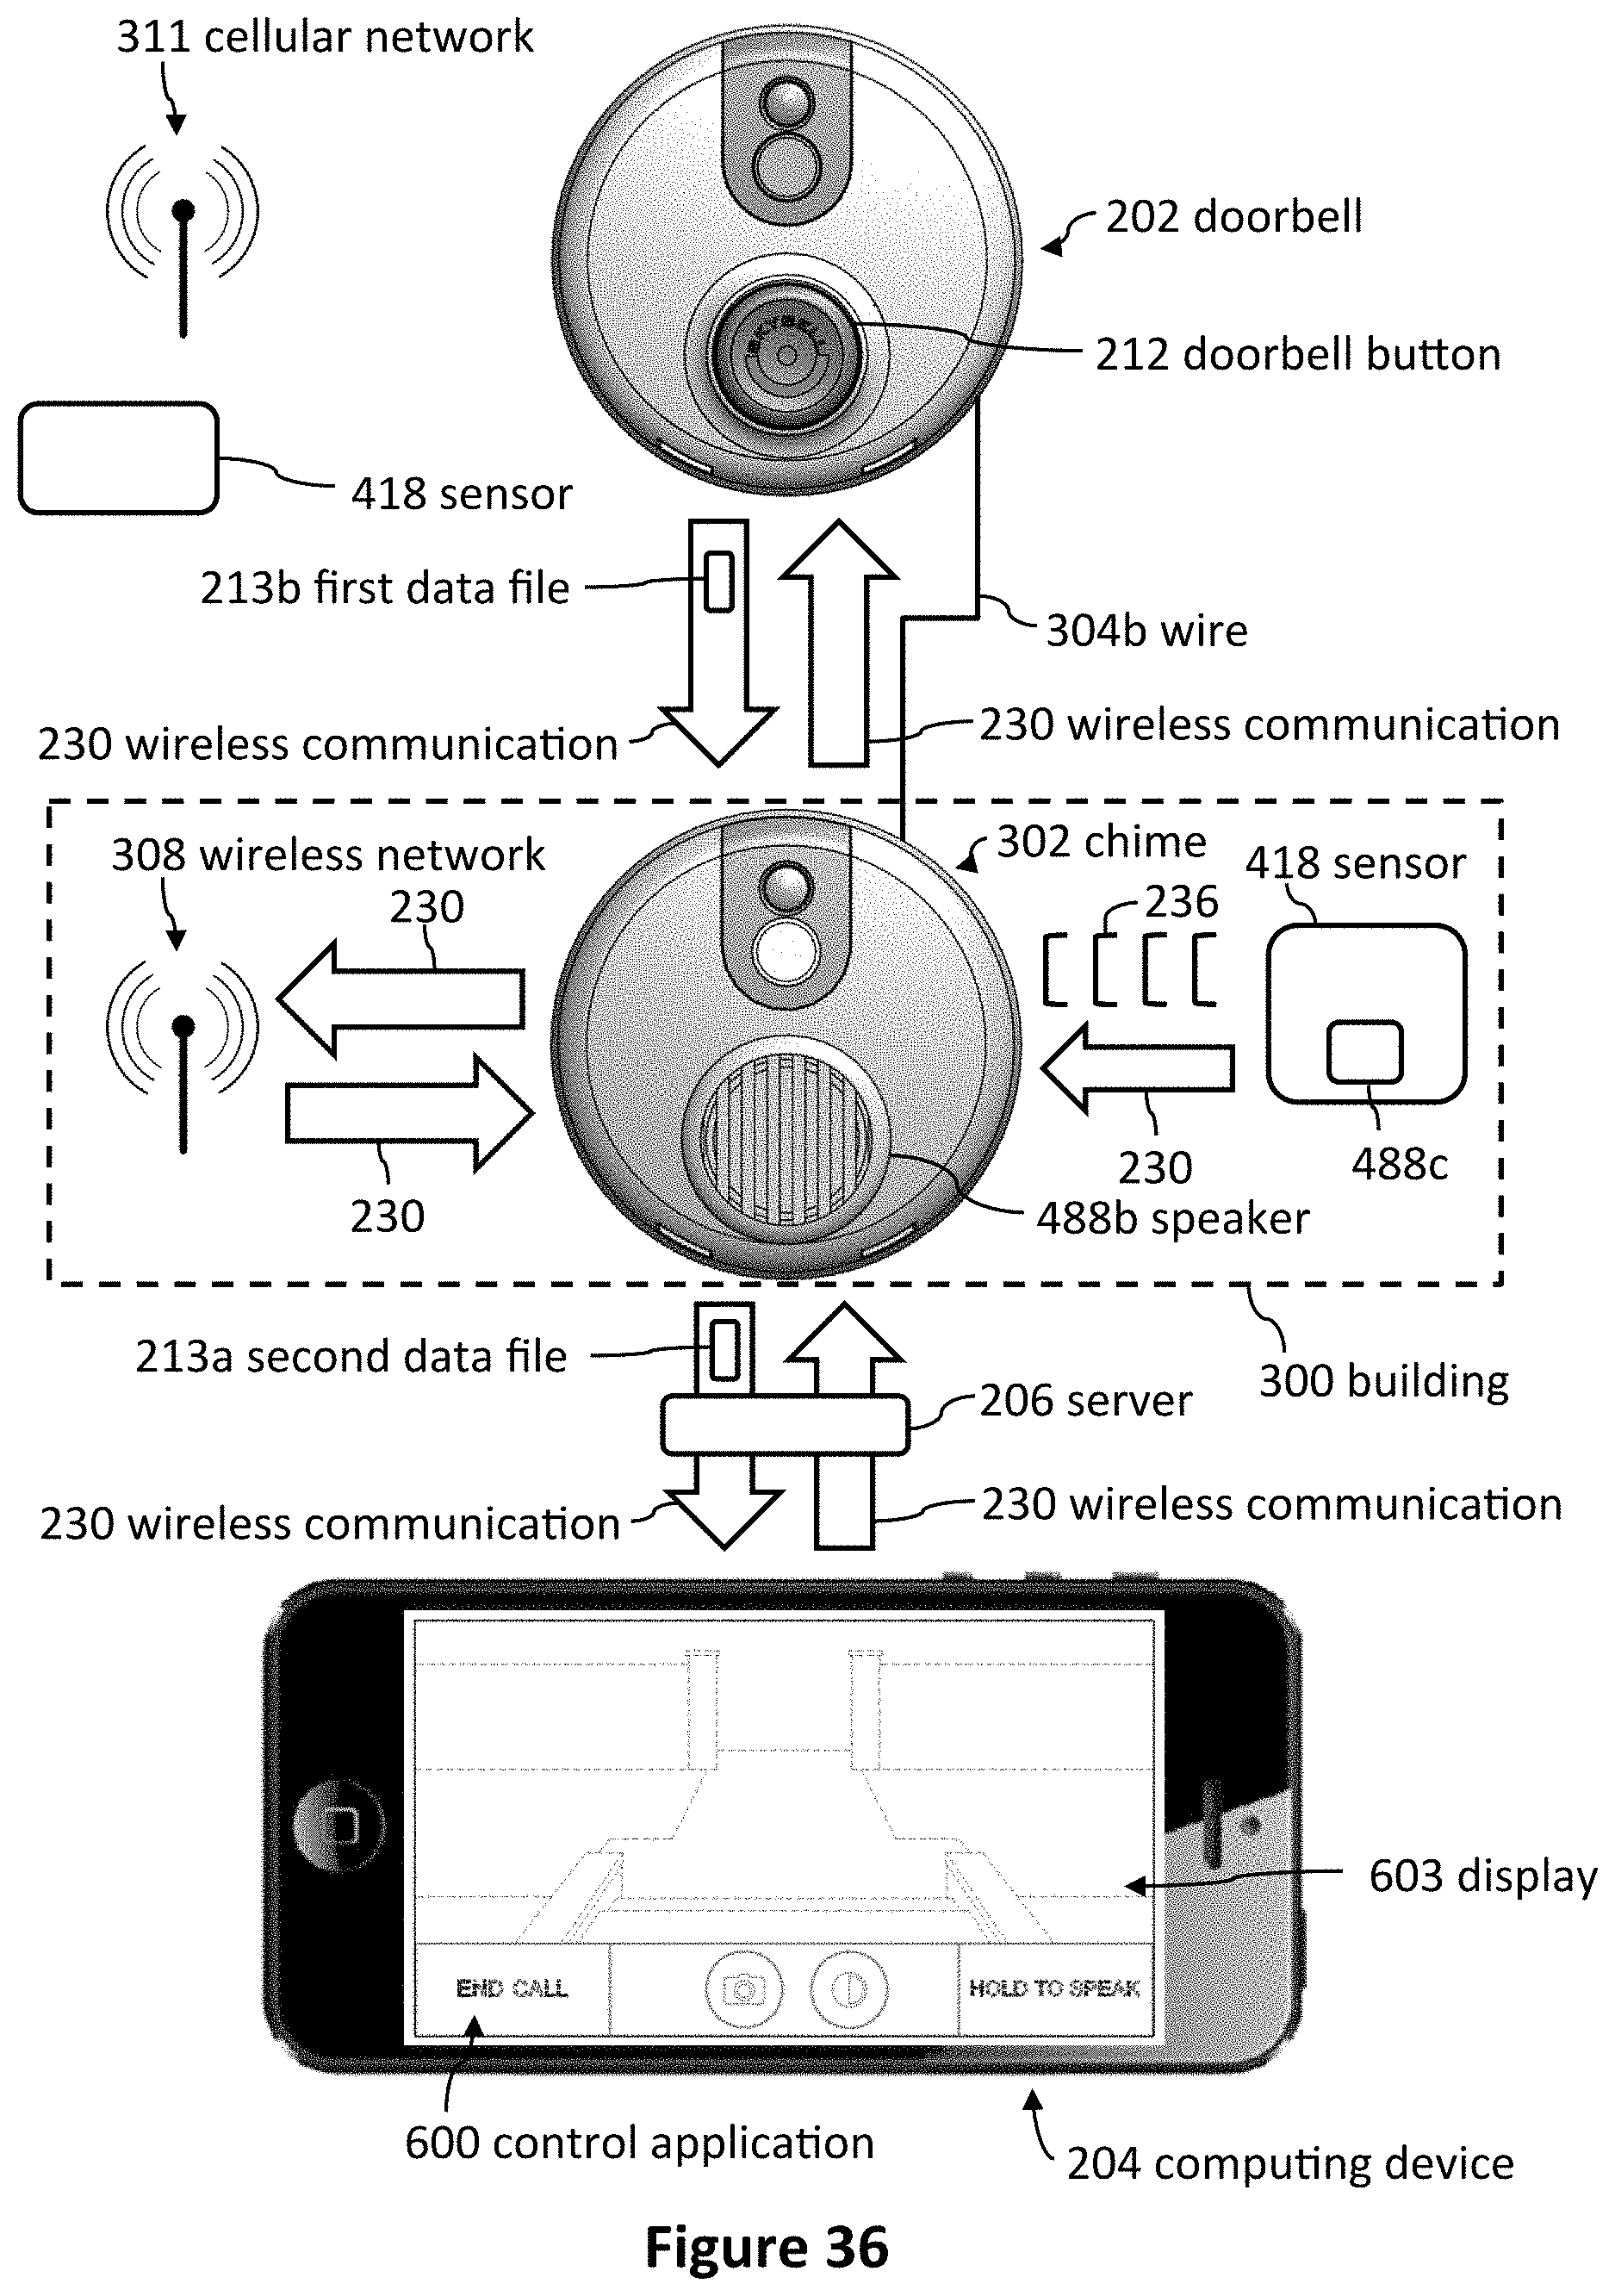 311 cellular network
202 doorbell
SKYBELL
212 doorbell button
418 sensor
213b first data file
304b wire
230 wireless communication
230 wireless communication
308 wireless network
302 chime
418 sensor
230
236
230
488c
230
488b speaker
213a second data file
300 building
206 server
230 wireless communication
230 wireless communication
603 display
END CALL
HOLD TO SPEAK
600 control application
204 computing device
Figure 36